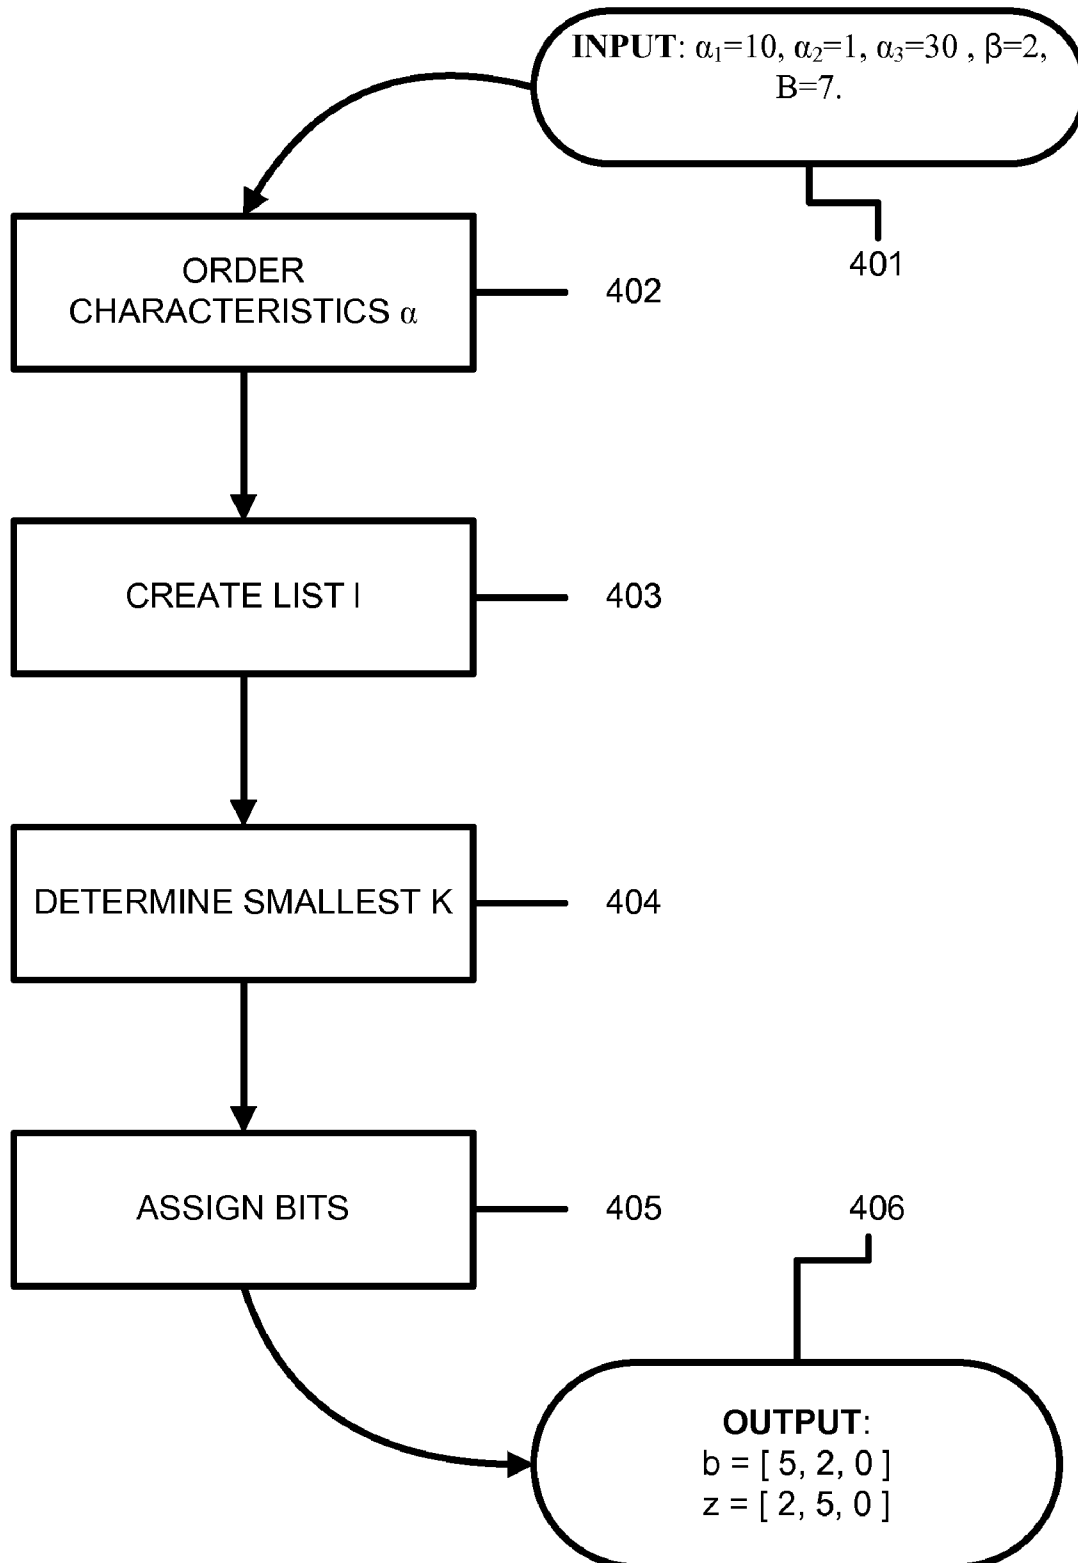 INPUT: α₁=10, α₂=1, α₃=30 , β=2,
B=7.
401
ORDER
CHARACTERISTICS α
402
CREATE LIST l
403
DETERMINE SMALLEST K
404
ASSIGN BITS
405
406
OUTPUT:
b = [ 5, 2, 0 ]
z = [ 2, 5, 0 ]